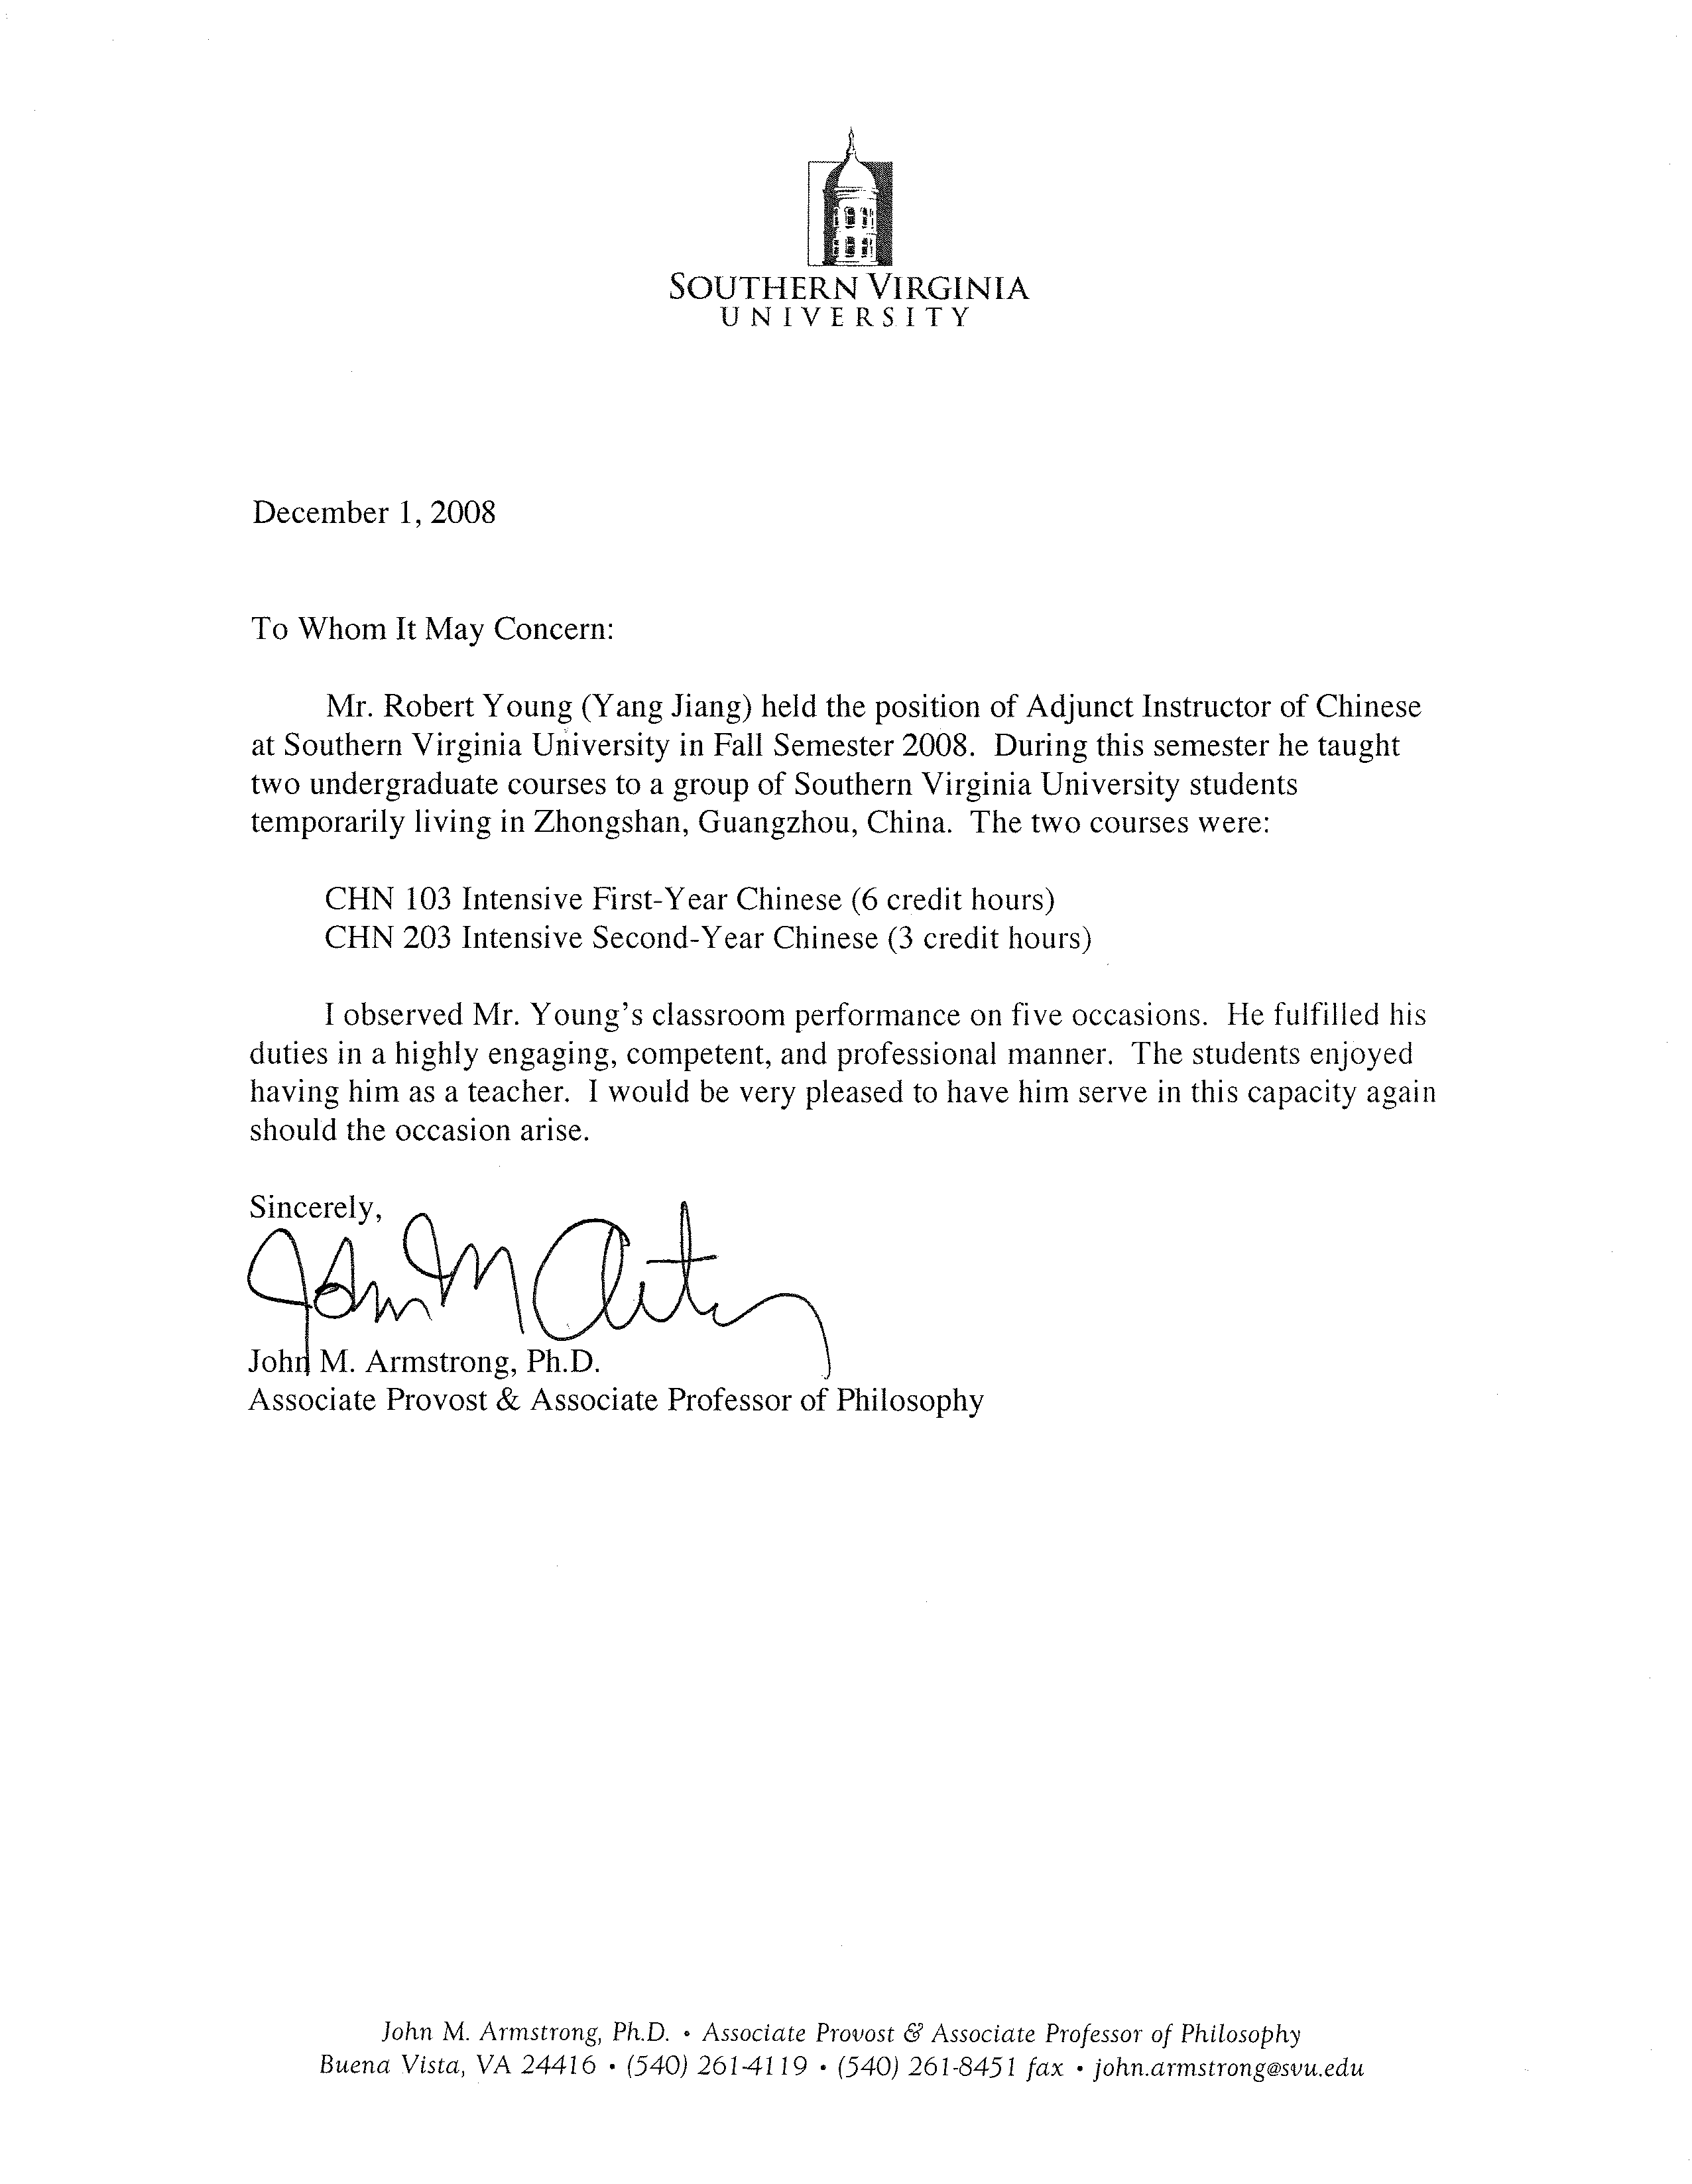 SOUTHERN VIRGINIA
UNIVERSITY
December 1, 2008
To Whom It May Concern:
Mr. Robert Young (Yang Jiang) held the position of Adjunct Instructor of Chinese
at Southern Virginia University in Fall Semester 2008. During this semester he taught
two undergraduate courses to a group of Southern Virginia University students
temporarily living in Zhongshan, Guangzhou, China. The two courses were:
CHN 103 Intensive First-Year Chinese (6 credit hours)
CHN 203 Intensive Second-Year Chinese (3 credit hours)
I observed Mr. Young's classroom performance on five occasions. He fulfilled his
duties in a highly engaging, competent, and professional manner. The students enjoyed
having him as a teacher. I would be very pleased to have him serve in this capacity again
should the occasion arise.
Sincerely,
John M. Armstrong, Ph.D.
Associate Provost & Associate Professor of Philosophy
John M. Armstrong, Ph.D. • Associate Provost & Associate Professor of Philosophy
Buena Vista, VA 24416 • (540) 261-4119 • (540) 261-8451 fax • john.armstrong@svu.edu